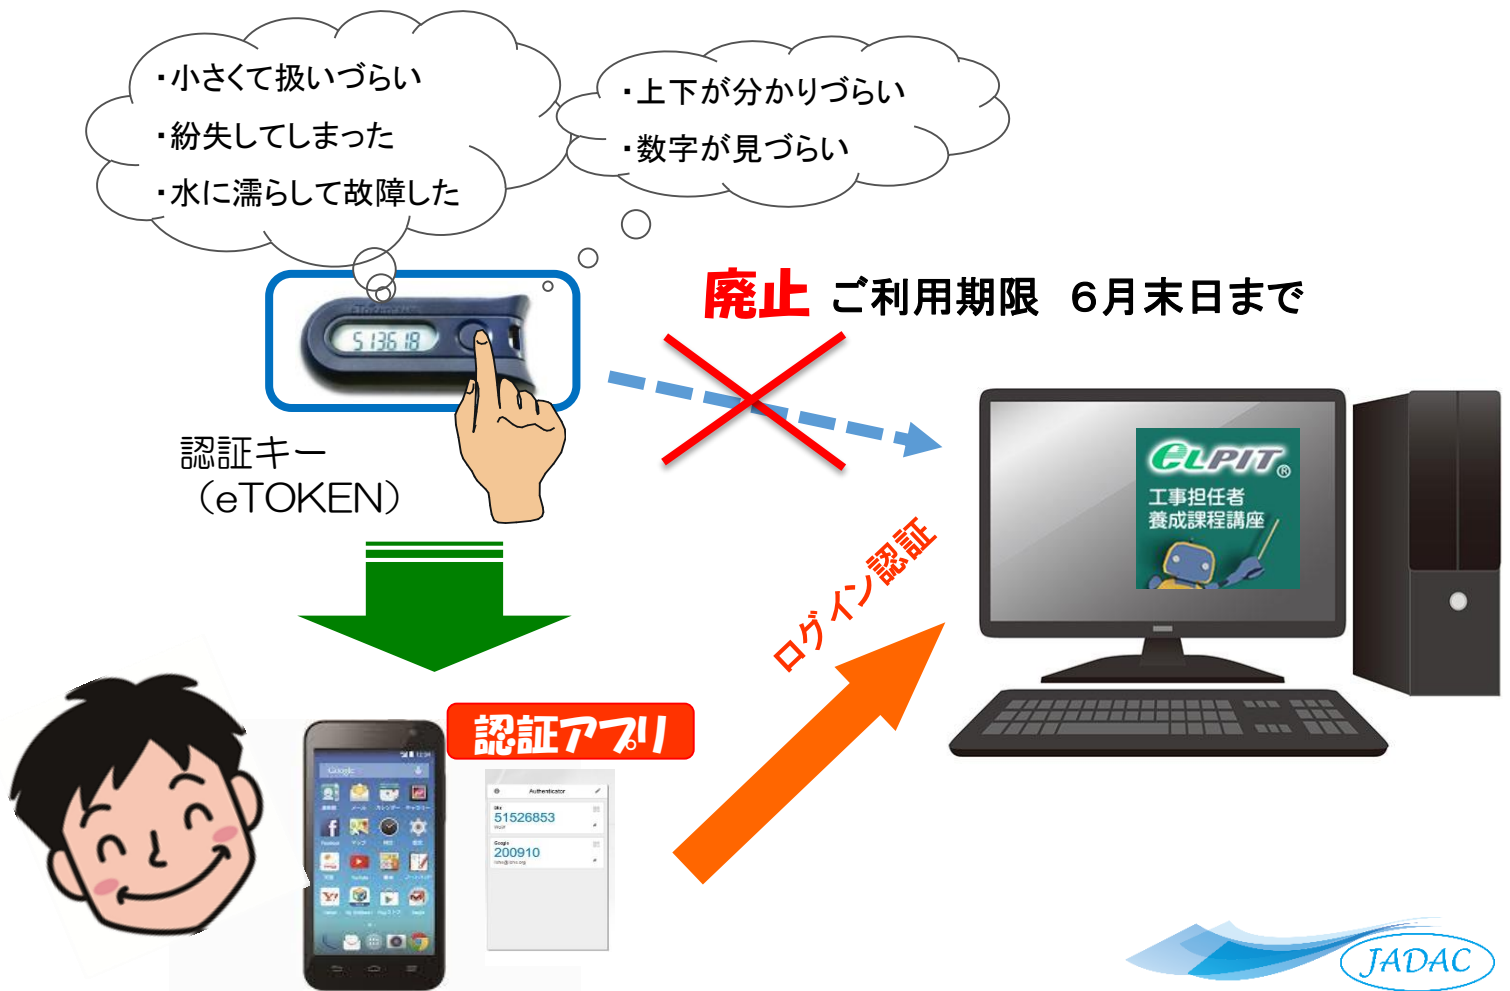 ・小さくて扱いづらい
・紛失してしまった
・水に濡らして故障した
・上下が分かりづらい
・数字が見づらい
廃止 ご利用期限　６月末日まで
513618
認証キー
（eTOKEN）
eLPIT®
工事担任者
養成課程講座
ログイン認証
認証アプリ
Google
Authenticator
51526853
Google
200910
JADAC